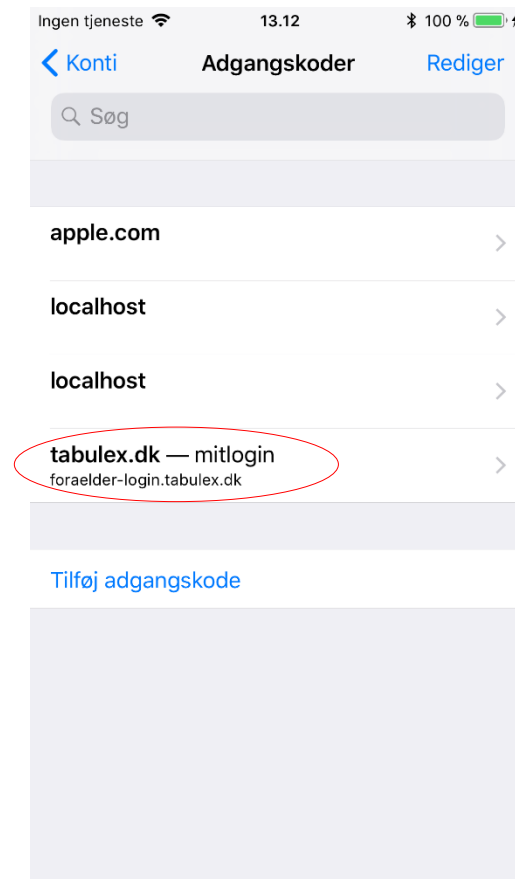 Ingen tjeneste 13.12 100 %
Konti Adgangskoder Rediger
Søg
apple.com
localhost
localhost
tabulex.dk — mitlogin
foraelder-login.tabulex.dk
Tilføj adgangskode